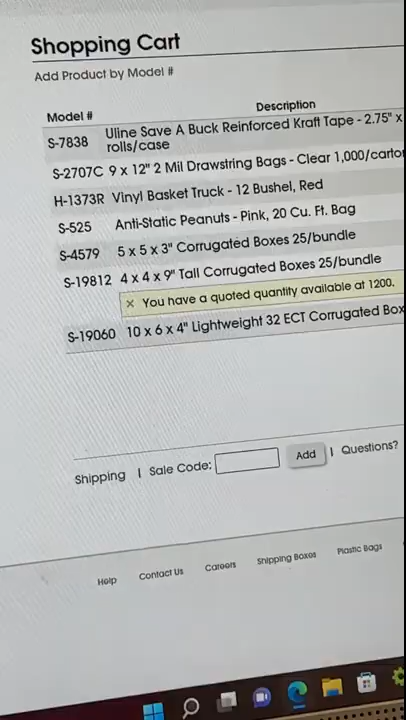 Shopping Cart
Add Product by Model #
Model # Description
S-7838 Uline Save A Buck Reinforced Kraft Tape - 2.75" x
rolls/case
S-2707C 9 x 12" 2 Mil Drawstring Bags - Clear 1,000/carton
H-1373R Vinyl Basket Truck - 12 Bushel, Red
S-525 Anti-Static Peanuts - Pink, 20 Cu. Ft. Bag
S-4579 5 x 5 x 3" Corrugated Boxes 25/bundle
S-19812 4 x 4 x 9" Tall Corrugated Boxes 25/bundle
× You have a quoted quantity available at 1200.
S-19060 10 x 6 x 4" Lightweight 32 ECT Corrugated Box
Shipping | Sale Code: Add | Questions?
Help Contact Us Careers Shipping Boxes Plastic Bags